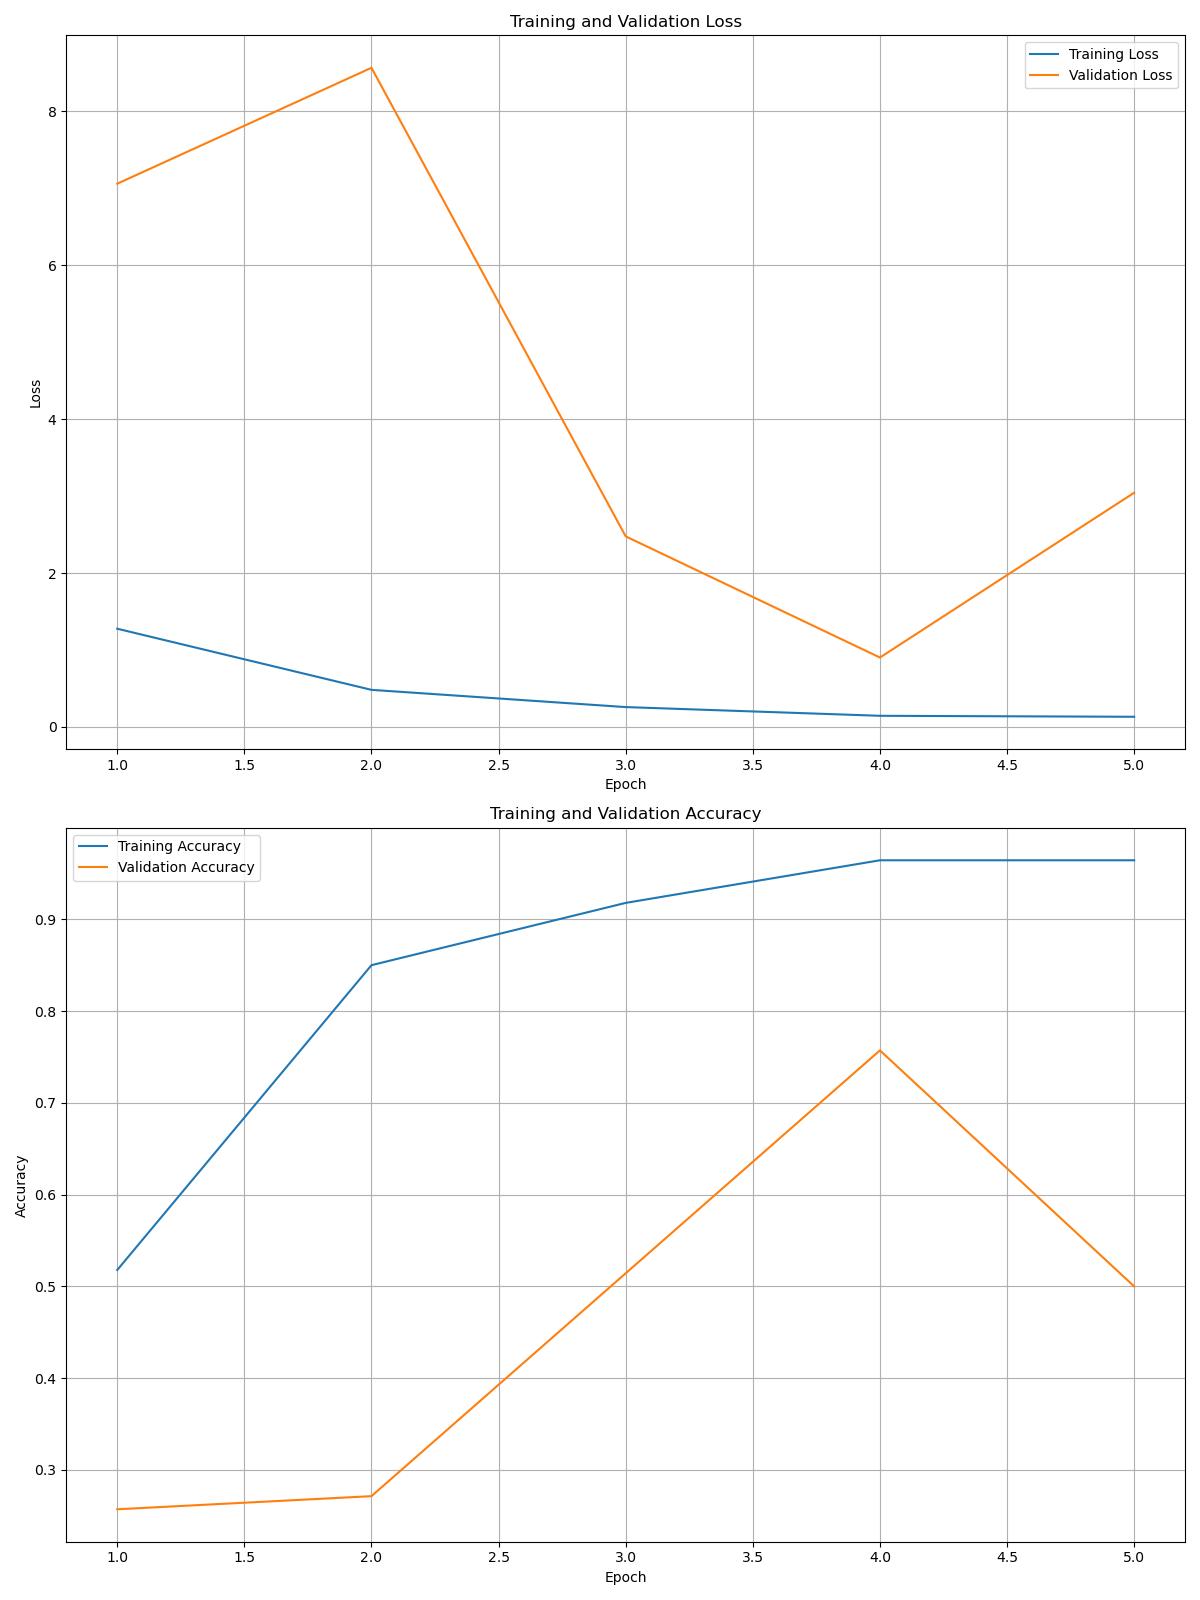 Training and Validation Loss
Training Loss
Validation Loss
8
6
4
2
0
Loss
1.0 1.5 2.0 2.5 3.0 3.5 4.0 4.5 5.0
Epoch
Training and Validation Accuracy
Training Accuracy
Validation Accuracy
0.9
0.8
0.7
0.6
0.5
0.4
0.3
Accuracy
1.0 1.5 2.0 2.5 3.0 3.5 4.0 4.5 5.0
Epoch